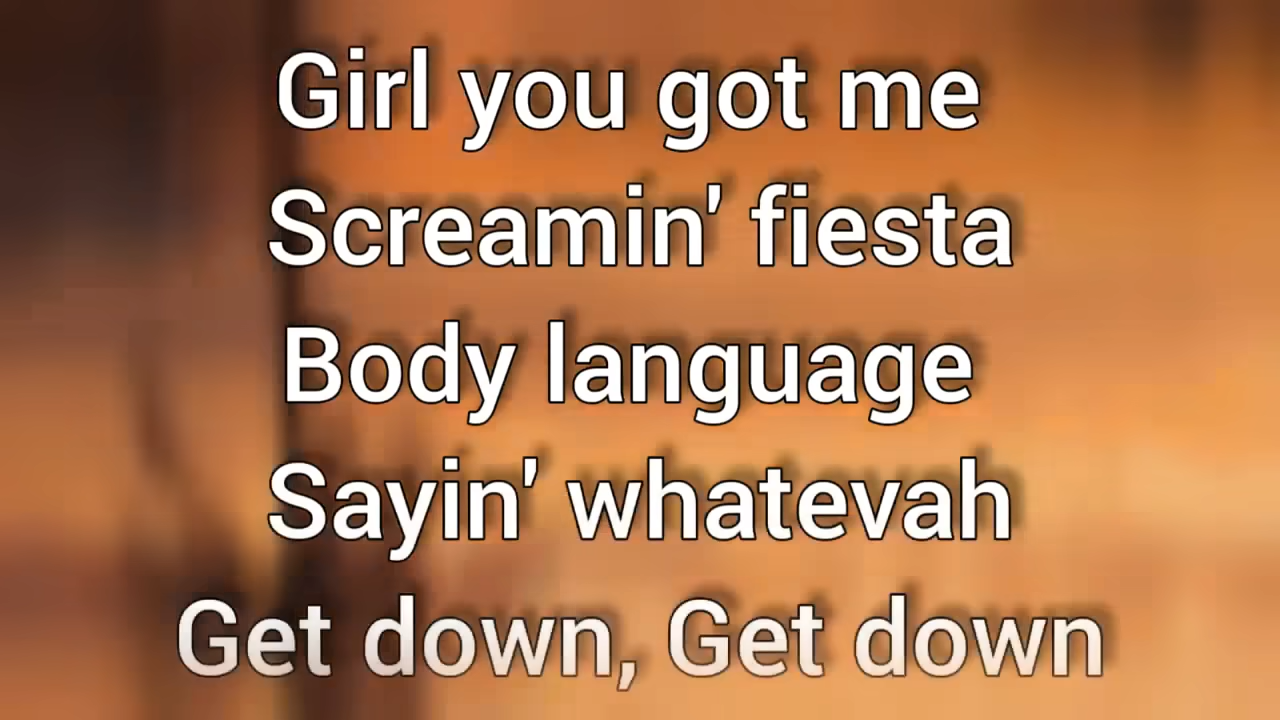 Girl you got me
Screamin' fiesta
Body language
Sayin' whatevah
Get down, Get down